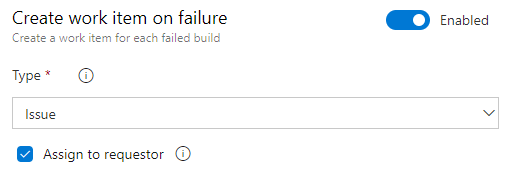 Create work item on failure
Enabled
Create a work item for each failed build
Type *
Issue
Assign to requestor